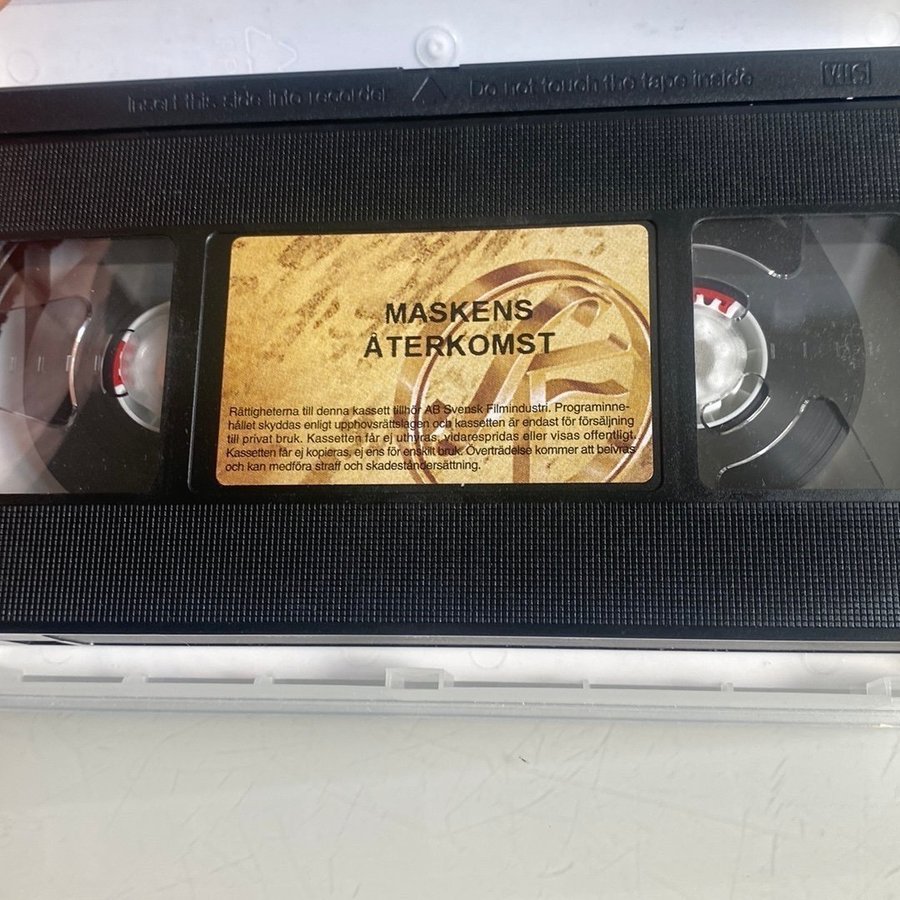 Insert this side into recorder
Do not touch the tape inside
VHS
MASKENS
ÅTERKOMST
Rättigheterna till denna kassett tillhör AB Svensk Filmindustri. Programinne-
hållet skyddas enligt upphovsrättslagen och kassetten är endast för försäljning
till privat bruk. Kassetten får ej uthyras, vidarespridas eller visas offentligt.
Kassetten får ej kopieras, ej ens för enskilt bruk. Överträdelse kommer att beivras
och kan medföra straff och skadeståndersättning.